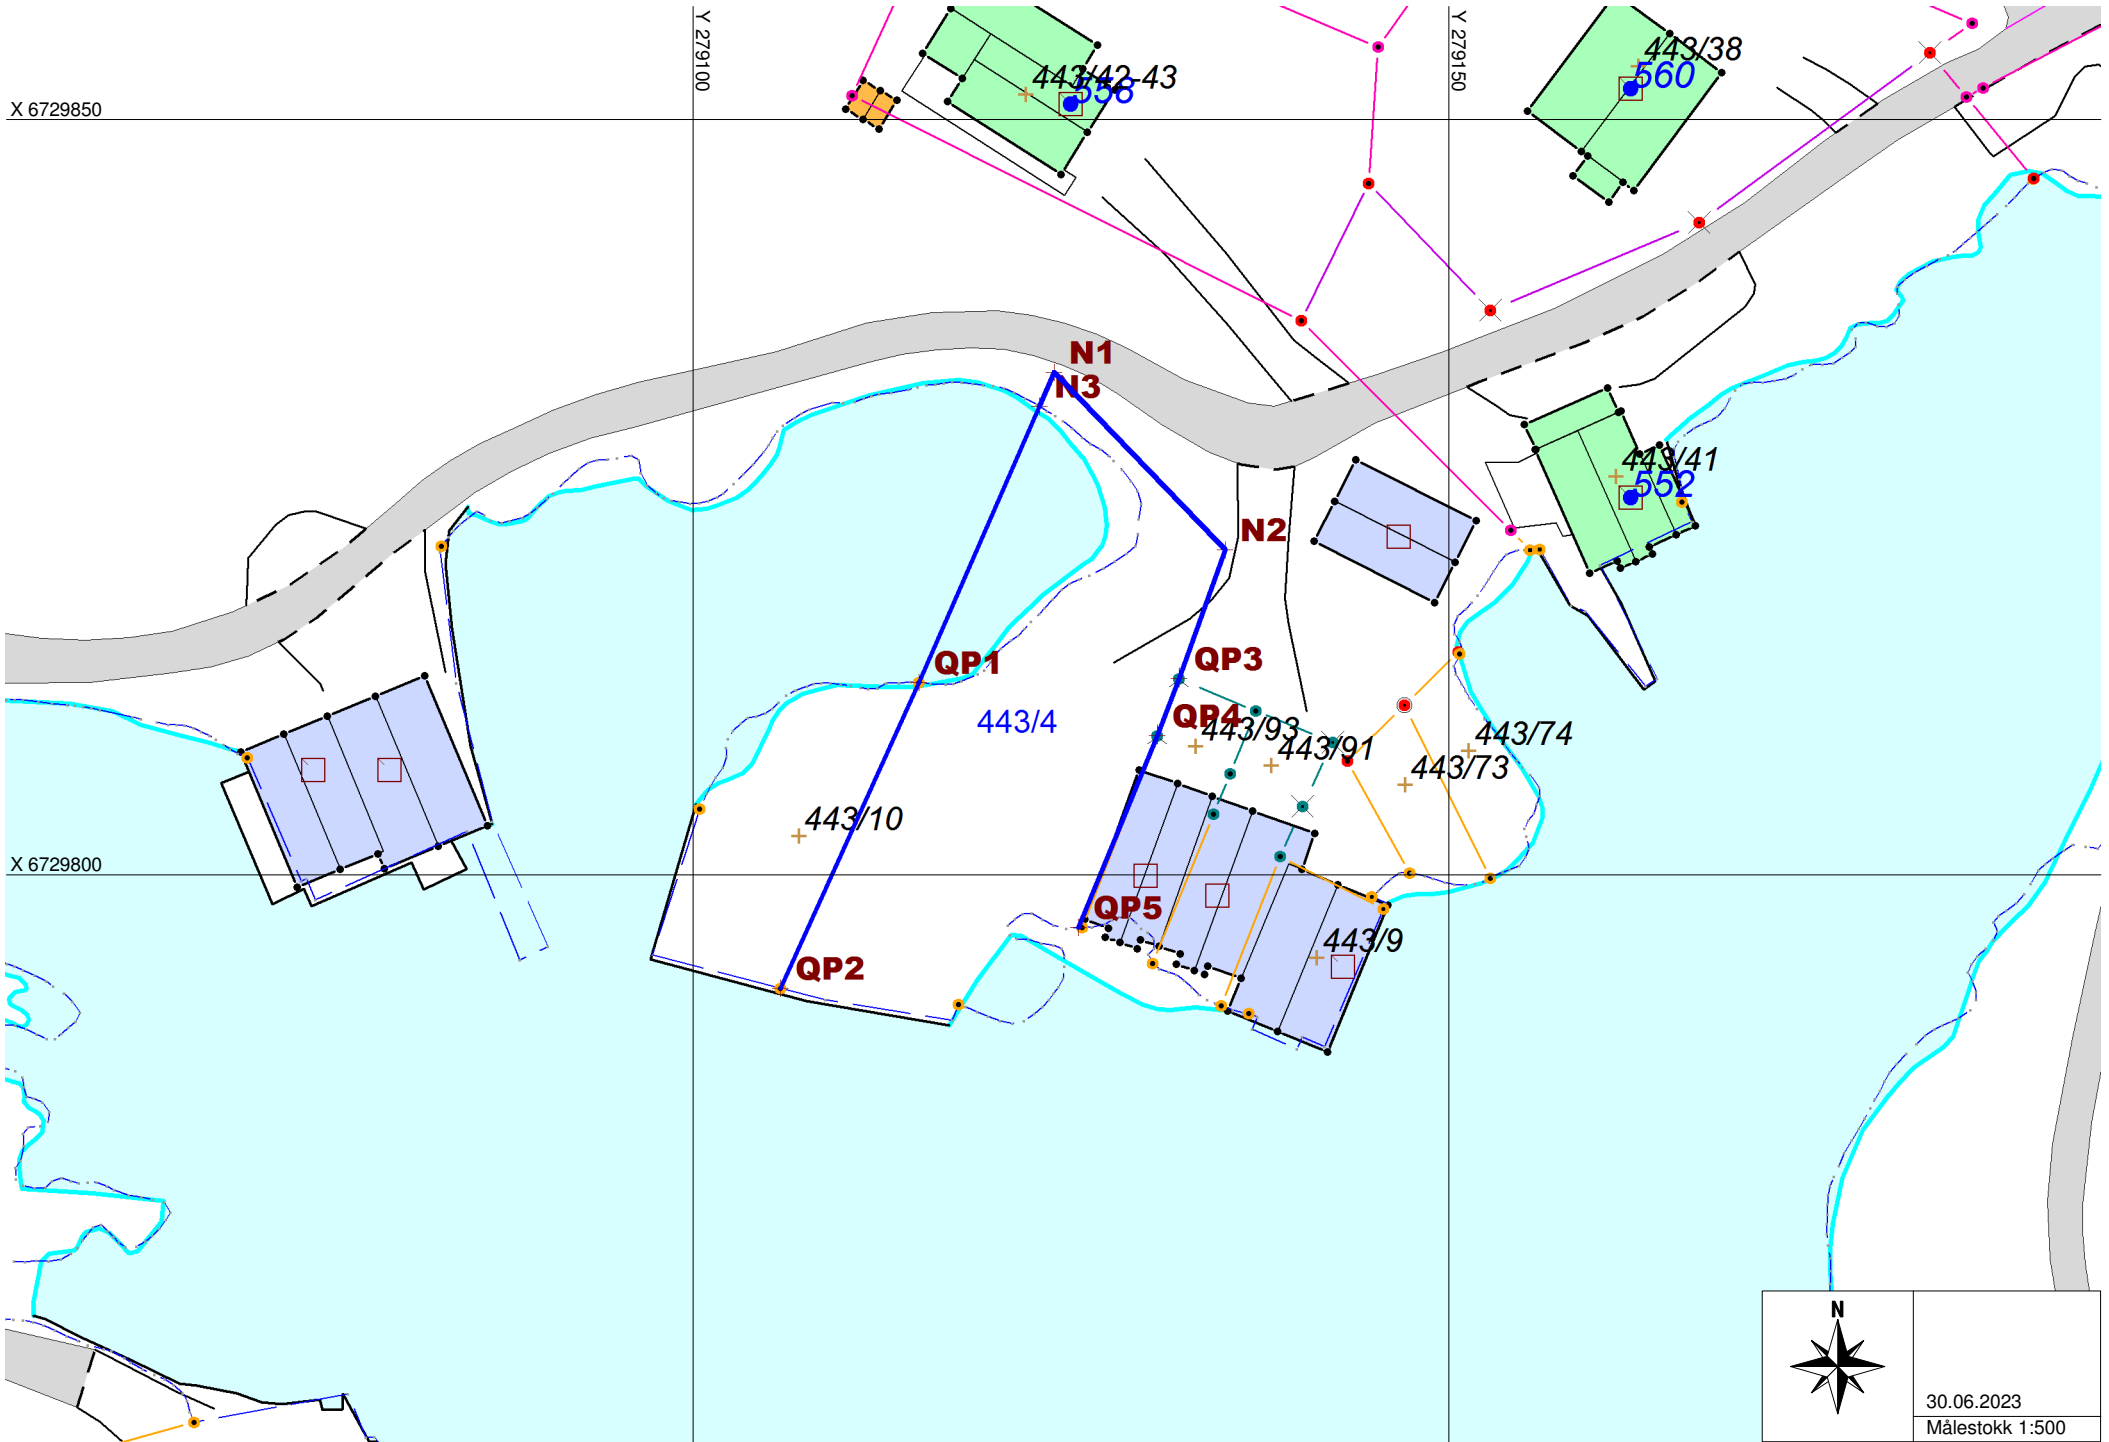 Y 279100
Y 279150
443/38
560
443/42-43
558
X 6729850
N1
N3
443/41
552
N2
QP3
QP1
QP4
443/4
443/93
443/91
443/74
443/73
443/10
X 6729800
QP5
443/9
QP2
N
30.06.2023
Målestokk 1:500